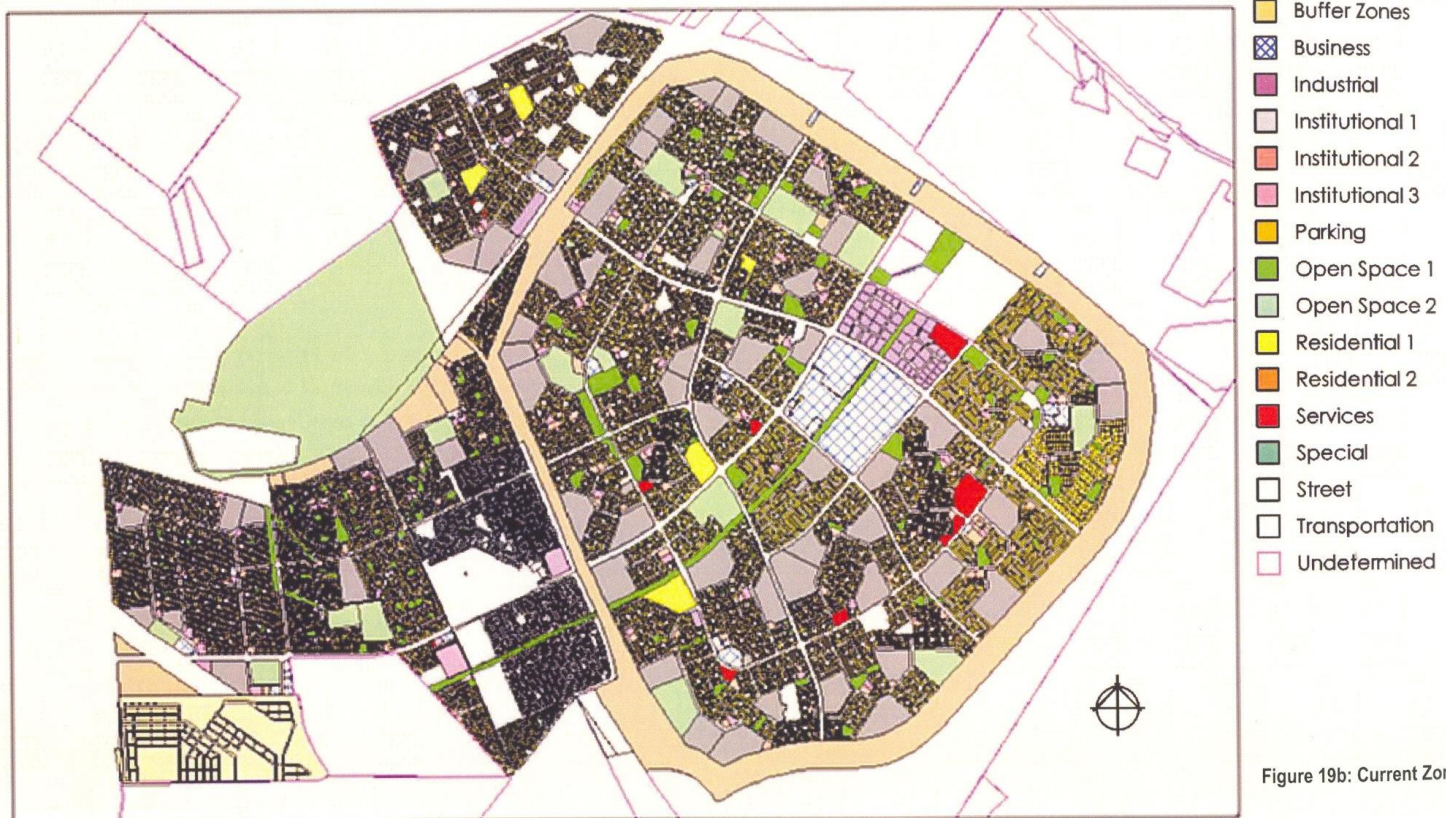 Buffer Zones
Business
Industrial
Institutional 1
Institutional 2
Institutional 3
Parking
Open Space 1
Open Space 2
Residential 1
Residential 2
Services
Special
Street
Transportation
Undetermined
Figure 19b: Current